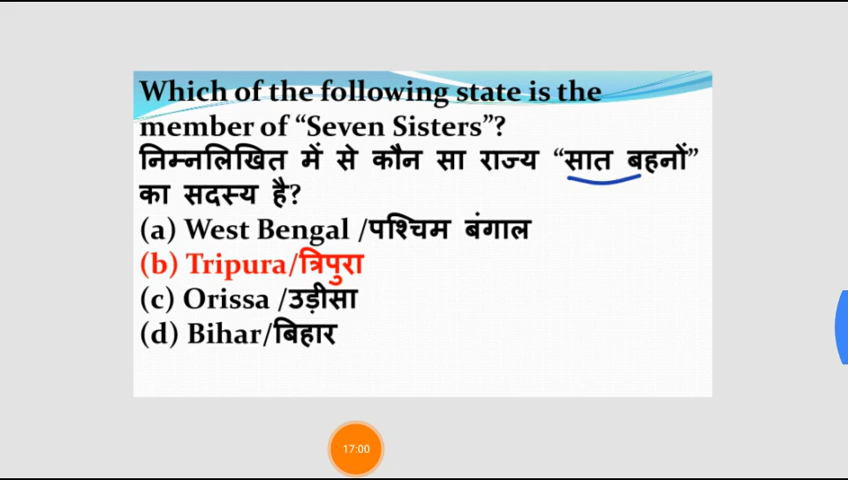 Which of the following state is the
member of “Seven Sisters”?
निम्नलिखित में से कौन सा राज्य “सात बहनों”
का सदस्य है?
(a) West Bengal /पश्चिम बंगाल
(b) Tripura/त्रिपुरा
(c) Orissa /उड़ीसा
(d) Bihar/बिहार
17:00